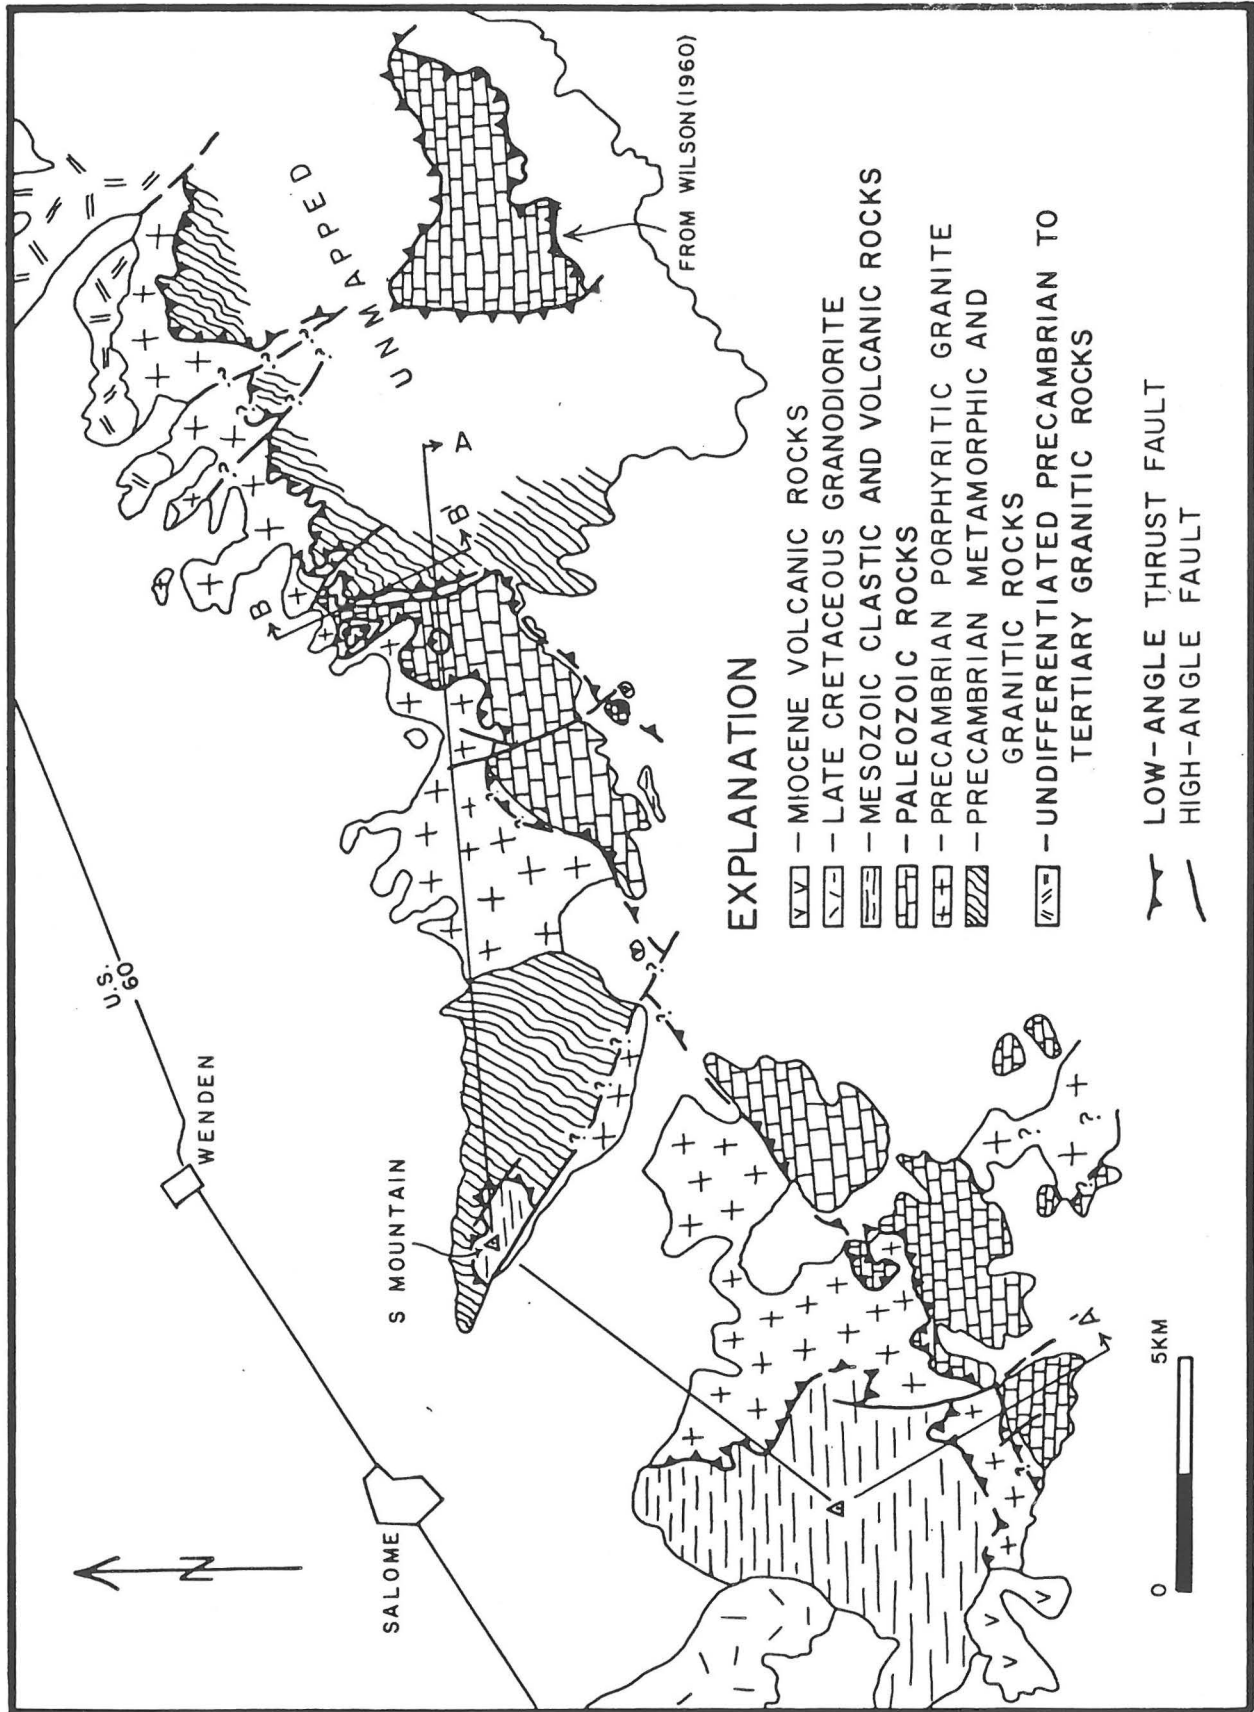 U.S.
60
WENDEN
SALOME
N
S MOUNTAIN
B
B'
A
A'
UNMAPPED
FROM WILSON (1960)
EXPLANATION
V V – MIOCENE VOLCANIC ROCKS
– LATE CRETACEOUS GRANODIORITE
– MESOZOIC CLASTIC AND VOLCANIC ROCKS
– PALEOZOIC ROCKS
+ + – PRECAMBRIAN PORPHYRITIC GRANITE
– PRECAMBRIAN METAMORPHIC AND
GRANITIC ROCKS
– UNDIFFERENTIATED PRECAMBRIAN TO
TERTIARY GRANITIC ROCKS
LOW-ANGLE THRUST FAULT
HIGH-ANGLE FAULT
0 5KM